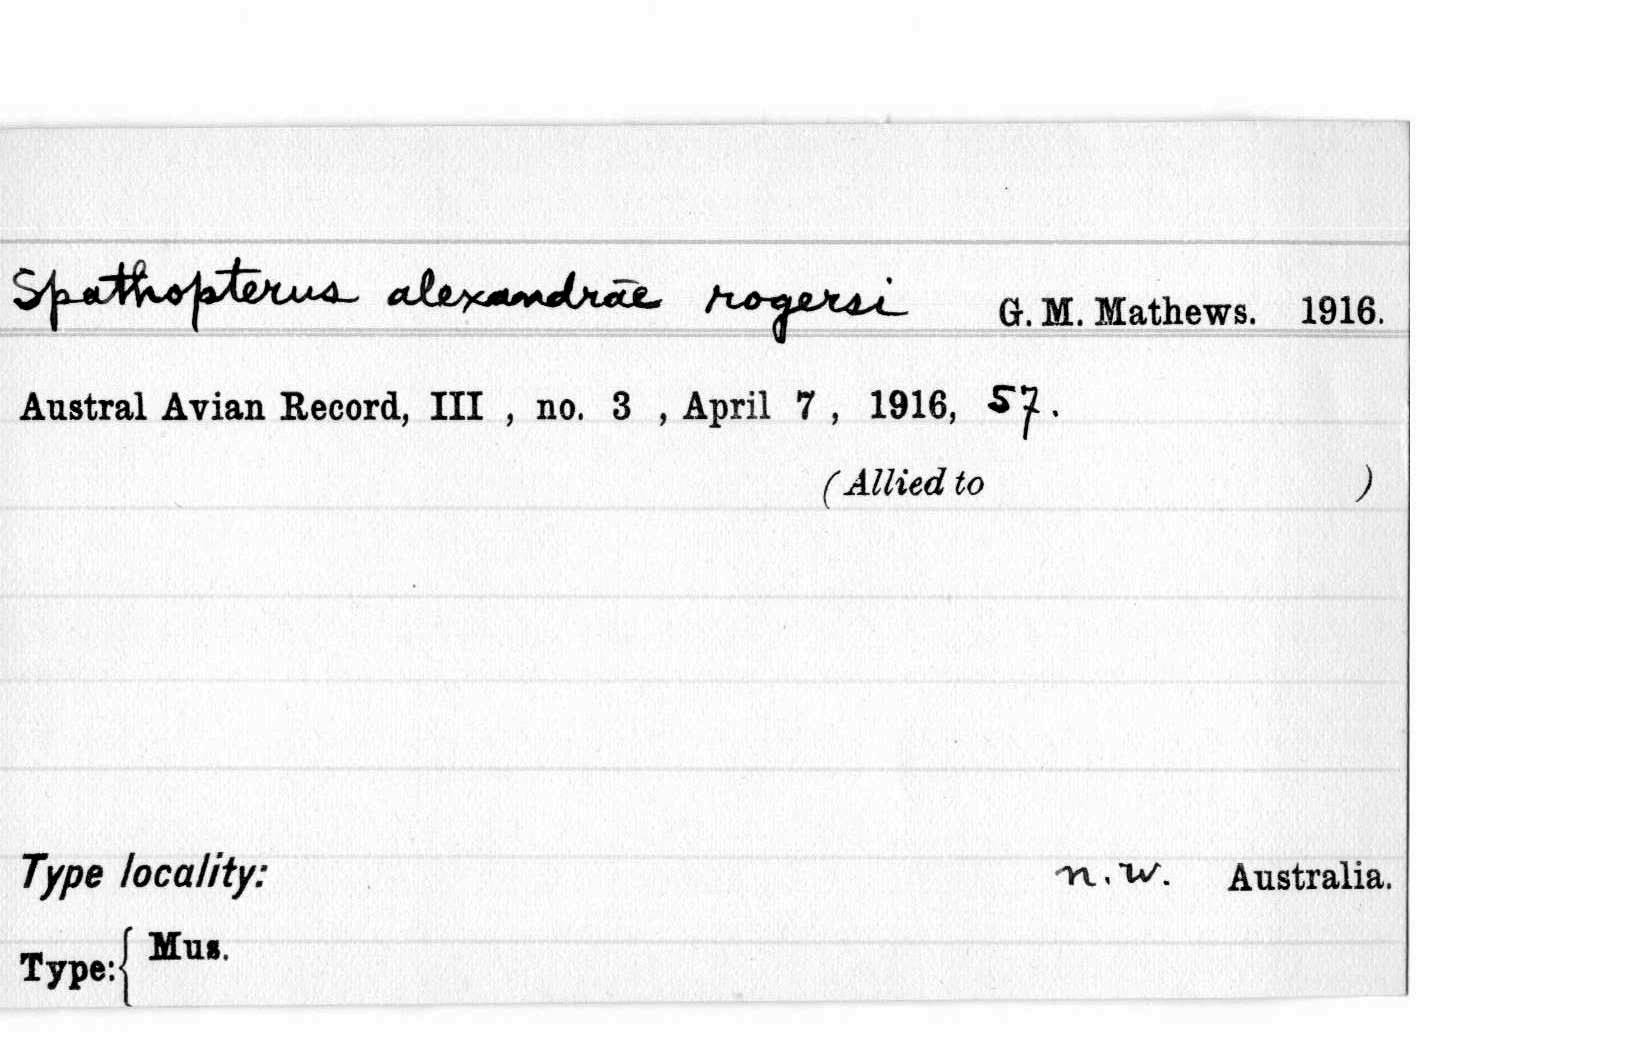 Spathopterus alexandrae rogersi G. M. Mathews. 1916.
Austral Avian Record, III , no. 3 , April 7 , 1916, 57.
(Allied to )
Type locality: n.w. Australia.
Type: { Mus.